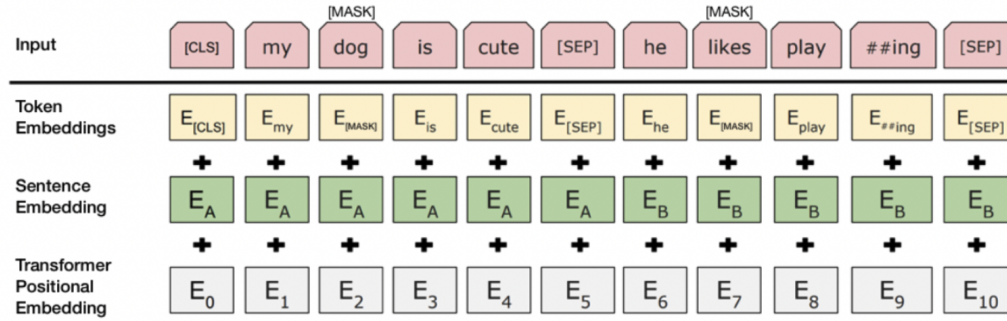 [MASK] [MASK]
Input [CLS] my dog is cute [SEP] he likes play ##ing [SEP]
Token
Embeddings
E[CLS] Emy E[MASK] Eis Ecute E[SEP] Ehe E[MASK] Eplay E##ing E[SEP]
+ + + + + + + + + + +
Sentence
Embedding
EA EA EA EA EA EA EB EB EB EB EB
+ + + + + + + + + + +
Transformer
Positional
Embedding
E0 E1 E2 E3 E4 E5 E6 E7 E8 E9 E10